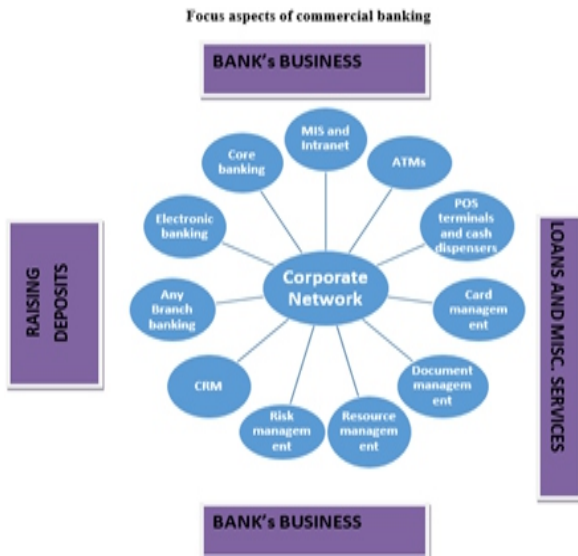 Focus aspects of commercial banking
BANK's BUSINESS
MIS and
Intranet
Core
banking
ATMs
Electronic
banking
POS
terminals
and cash
dispensers
Corporate
Network
RAISING
DEPOSITS
LOANS AND MISC. SERVICES
Any
Branch
banking
Card
managem
ent
CRM
Document
managem
ent
Risk
managem
ent
Resource
managem
ent
BANK's BUSINESS